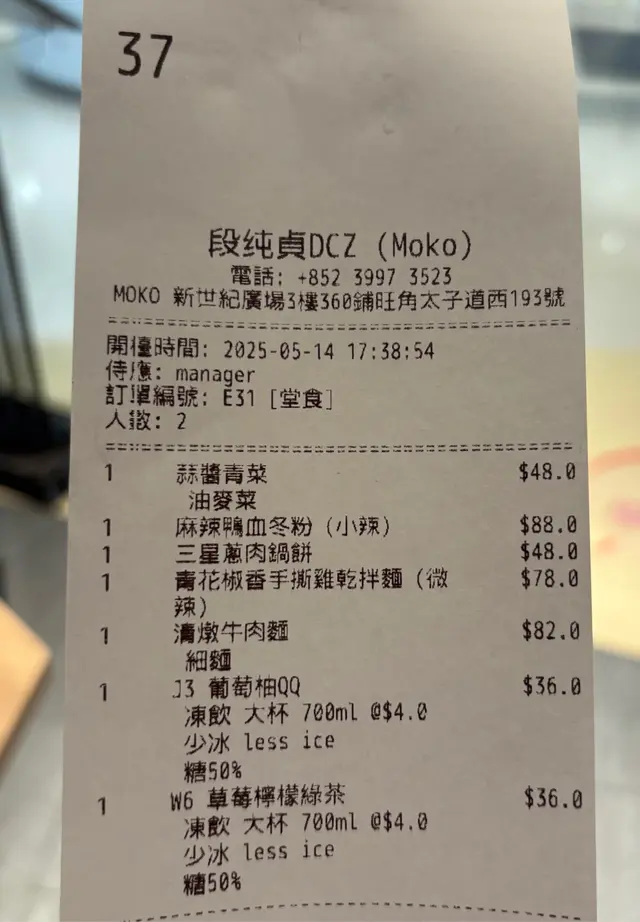 37
段纯貞DCZ (Moko)
電話: +852 3997 3523
MOKO 新世紀廣場3樓360鋪旺角太子道西193號
開檯時間: 2025-05-14 17:38:54
侍應: manager
訂單編號: E31 [堂食]
人數: 2
1 蒜醬青菜 $48.0
油麥菜
1 麻辣鴨血冬粉 (小辣) $88.0
1 三星蔥肉鍋餅 $48.0
1 青花椒香手撕雞乾拌麵 (微 $78.0
辣)
1 清燉牛肉麵 $82.0
細麵
1 J3 葡萄柚QQ $36.0
凍飲 大杯 700ml @$4.0
少冰 less ice
糖50%
1 W6 草莓檸檬綠茶 $36.0
凍飲 大杯 700ml @$4.0
少冰 less ice
糖50%